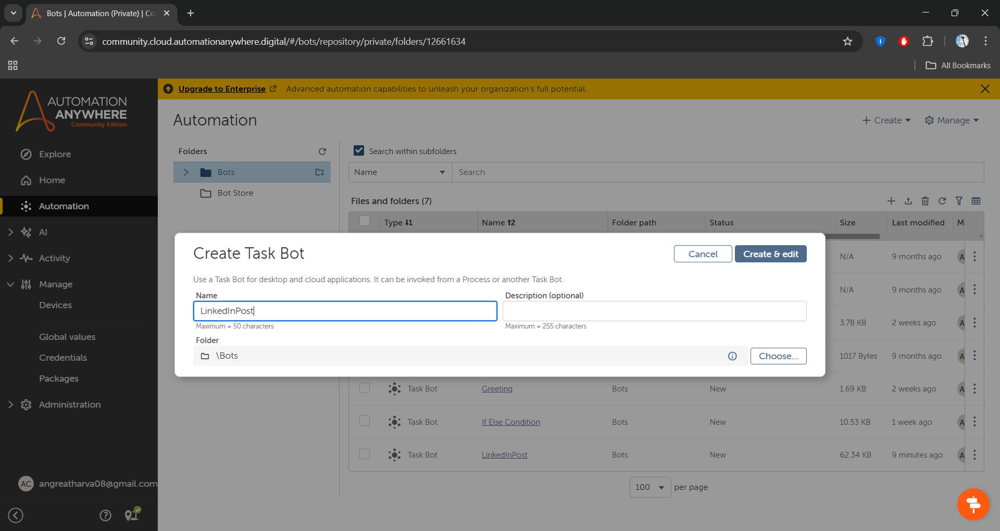 Bots | Automation (Private) | Co
community.cloud.automationanywhere.digital/#/bots/repository/private/folders/12661634
All Bookmarks
AUTOMATION
ANYWHERE
Community Edition
Upgrade to Enterprise
Advanced automation capabilities to unleash your organization's full potential.
Explore
Home
Automation
AI
Activity
Manage
Devices
Global values
Credentials
Packages
Administration
AC
angreatharva08@gmail.com
Automation
Create
Manage
Folders
Bots
Bot Store
Search within subfolders
Name
Search
Files and folders (7)
Type 1
Name 2
Folder path
Status
Size
Last modified
M
Create Task Bot
Cancel
Create & edit
Use a Task Bot for desktop and cloud applications. It can be invoked from a Process or another Task Bot.
Name
Description (optional)
LinkedInPost
Maximum = 50 characters
Maximum = 255 characters
Folder
\Bots
Choose...
N/A 9 months ago A
N/A 9 months ago A
3.78 KB 2 weeks ago A
1017 Bytes 9 months ago A
Task Bot Greeting Bots New 1.69 KB 2 weeks ago A
Task Bot If Else Condition Bots New 10.53 KB 1 week ago A
Task Bot LinkedInPost Bots New 62.34 KB 9 minutes ago A
100 per page